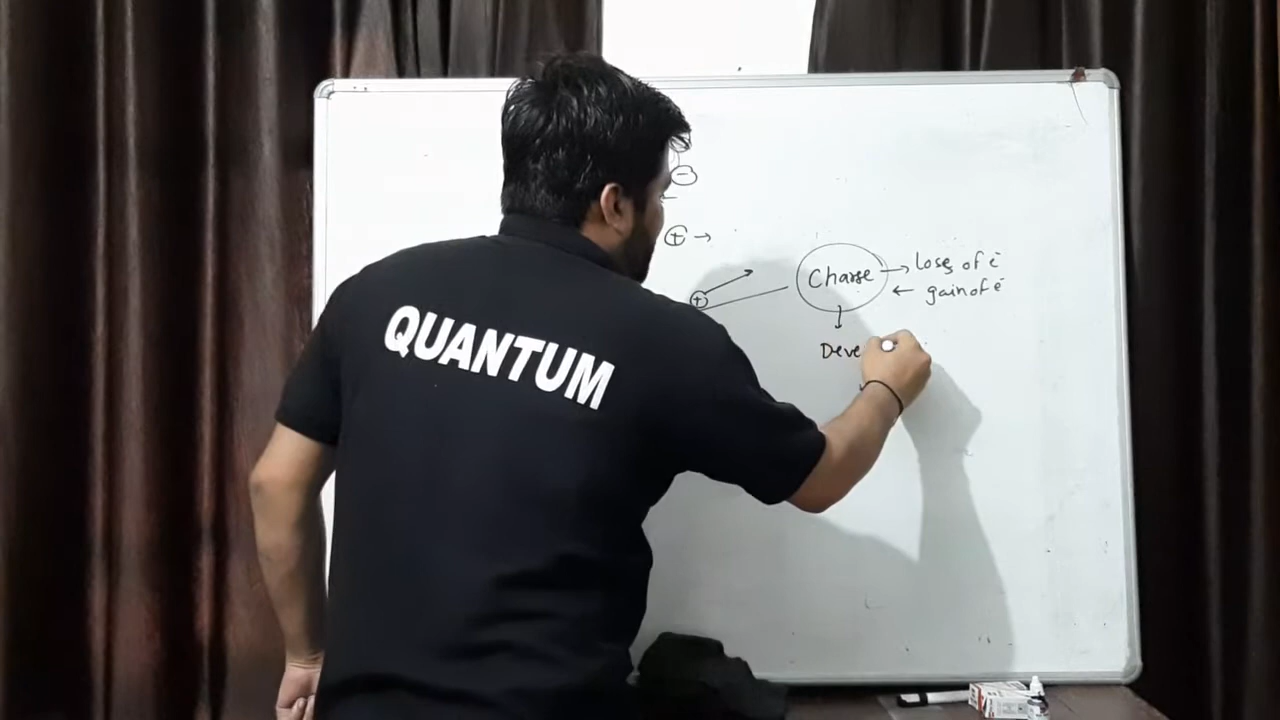 QUANTUM
⊖
⊕ →
⊕
Charge → loss of e⁻
← gain of e⁻
↓
Deve